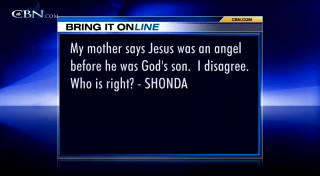 CBN.com
BRING IT ONLINE
CBN.COM
My mother says Jesus was an angel
before he was God's son.  I disagree.
Who is right? - SHONDA